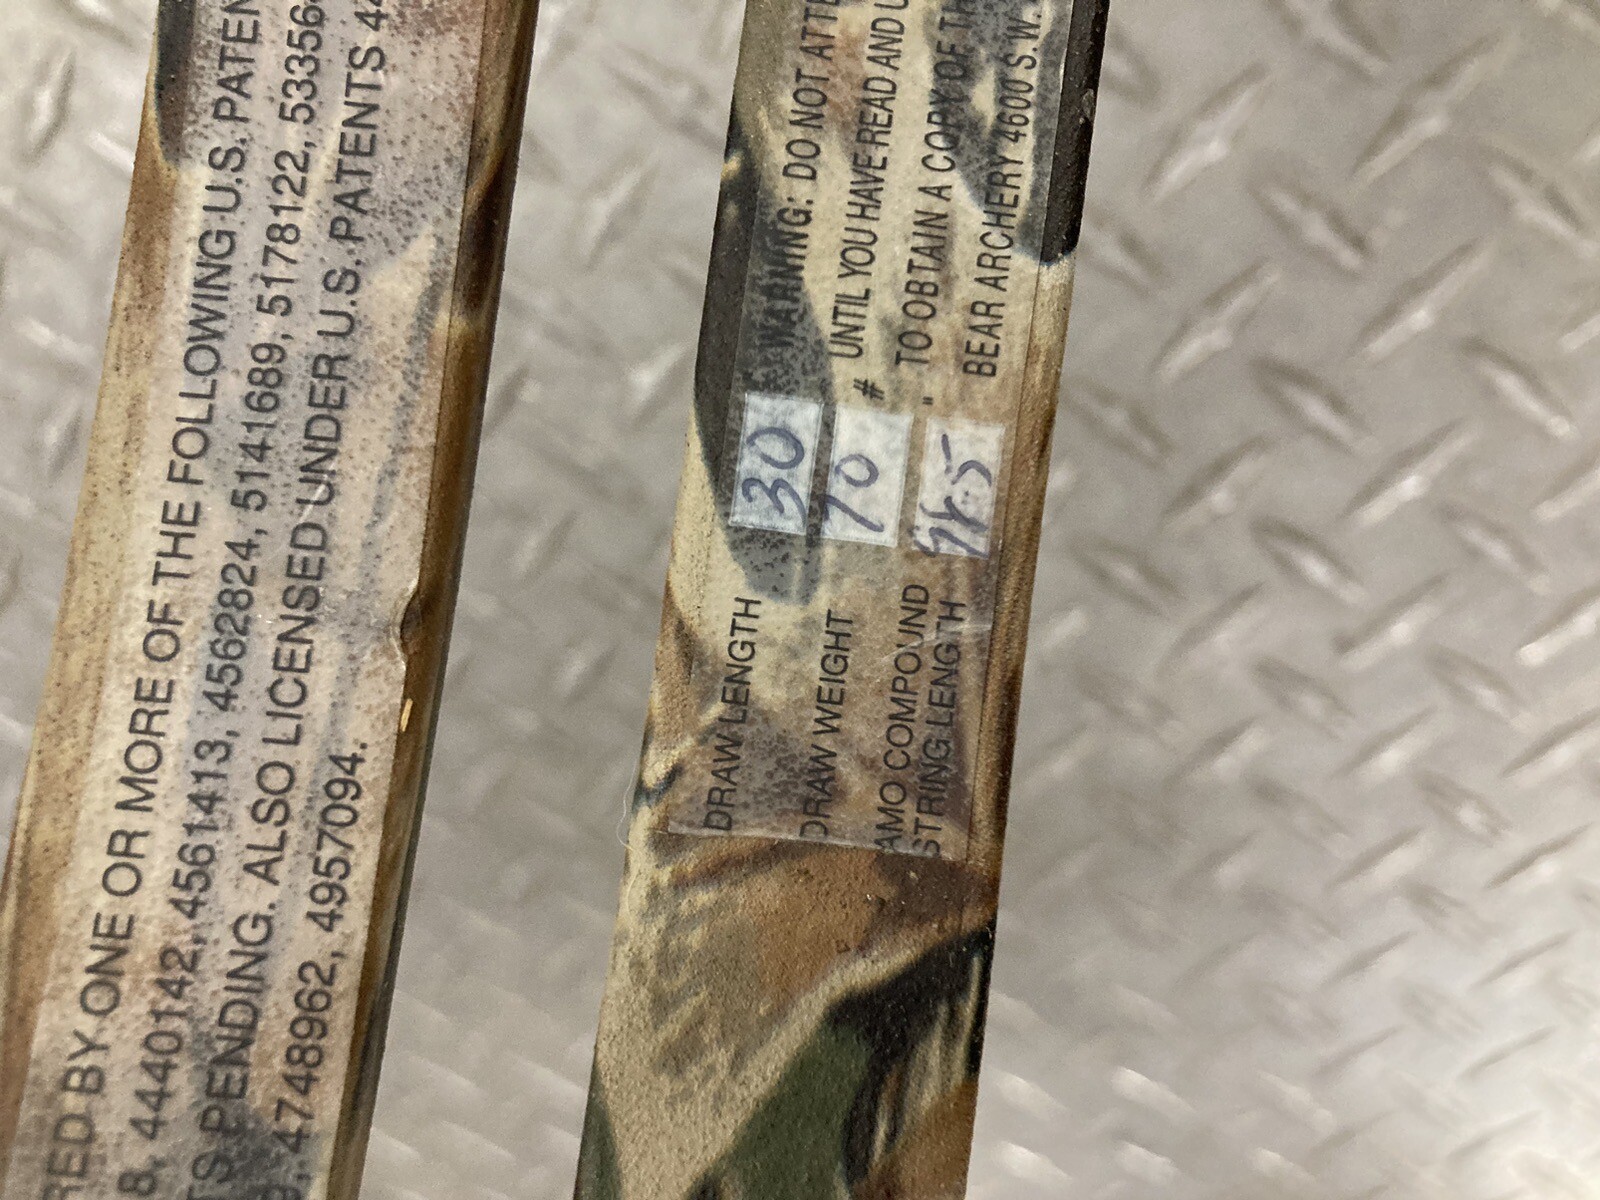 RED BY ONE OR MORE OF THE FOLLOWING U.S. PATEN
8, 4440142, 4561413, 4562824, 5141689, 5178122, 53356
TS PENDING. ALSO LICENSED UNDER U.S. PATENTS 44
, 4748962, 4957094.
DRAW LENGTH 30 " WARNING: DO NOT ATTE
DRAW WEIGHT 70 # UNTIL YOU HAVE READ AND U
AMO COMPOUND
STRING LENGTH " TO OBTAIN A COPY OF TH
BEAR ARCHERY 4600 S.W.